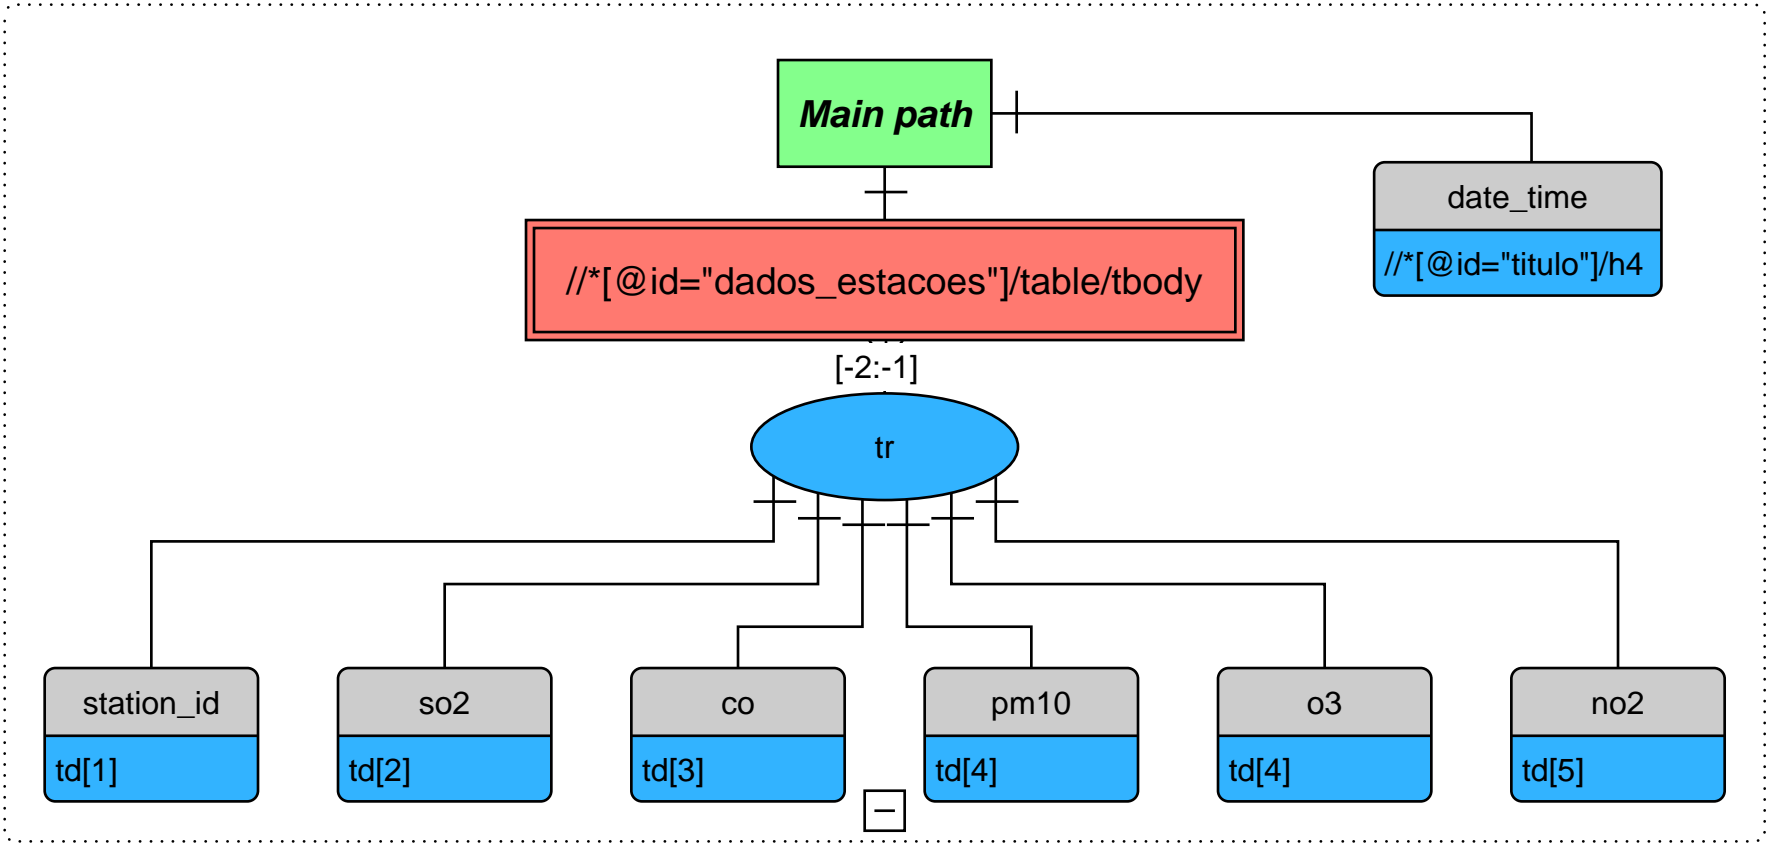 Main path
date_time
//*[@id="titulo"]/h4
//*[@id="dados_estacoes"]/table/tbody
[-2:-1]
tr
station_id
so2
co
pm10
o3
no2
td[1]
td[2]
td[3]
td[4]
td[4]
td[5]